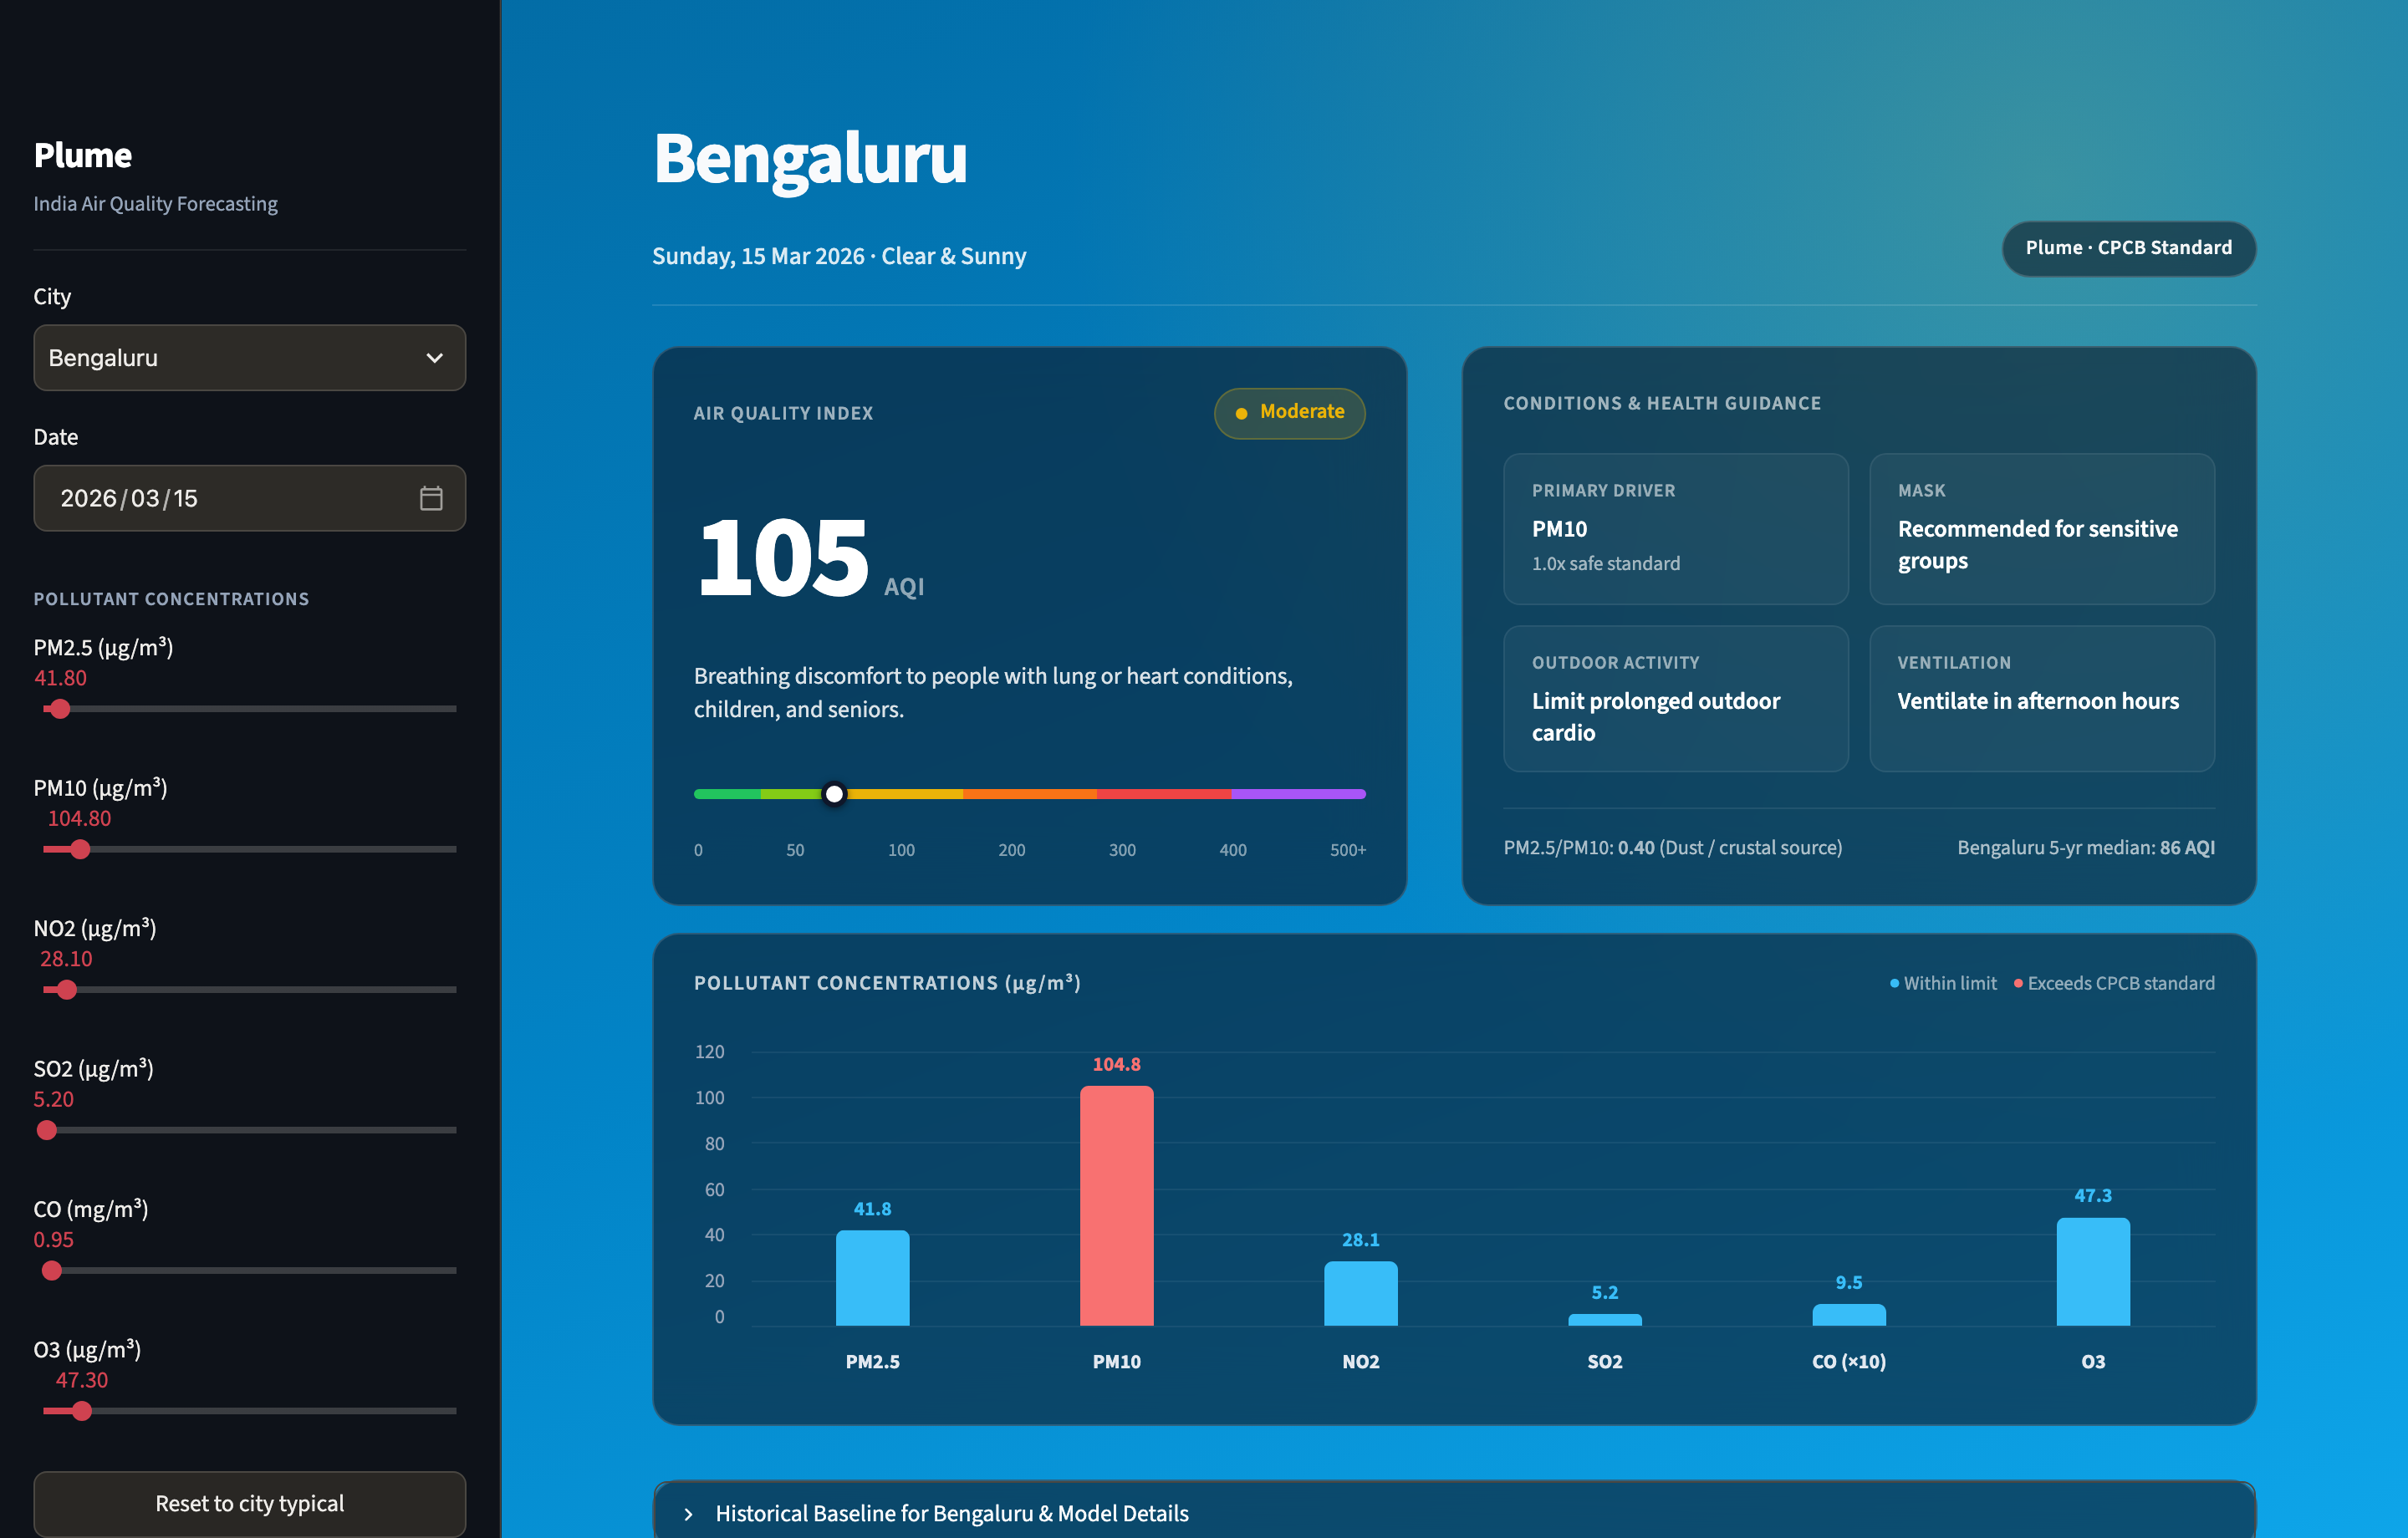 Plume
India Air Quality Forecasting
City
Bengaluru
Date
2026/03/15
POLLUTANT CONCENTRATIONS
PM2.5 (µg/m³)
41.80
PM10 (µg/m³)
104.80
NO2 (µg/m³)
28.10
SO2 (µg/m³)
5.20
CO (mg/m³)
0.95
O3 (µg/m³)
47.30
Reset to city typical
Bengaluru
Sunday, 15 Mar 2026 · Clear & Sunny
Plume · CPCB Standard
AIR QUALITY INDEX
Moderate
105 AQI
Breathing discomfort to people with lung or heart conditions,
children, and seniors.
0 50 100 200 300 400 500+
CONDITIONS & HEALTH GUIDANCE
PRIMARY DRIVER
PM10
1.0x safe standard
MASK
Recommended for sensitive
groups
OUTDOOR ACTIVITY
Limit prolonged outdoor
cardio
VENTILATION
Ventilate in afternoon hours
PM2.5/PM10: 0.40 (Dust / crustal source)
Bengaluru 5-yr median: 86 AQI
POLLUTANT CONCENTRATIONS (µg/m³)
Within limit
Exceeds CPCB standard
120
100
80
60
40
20
0
41.8
104.8
28.1
5.2
9.5
47.3
PM2.5
PM10
NO2
SO2
CO (×10)
O3
Historical Baseline for Bengaluru & Model Details